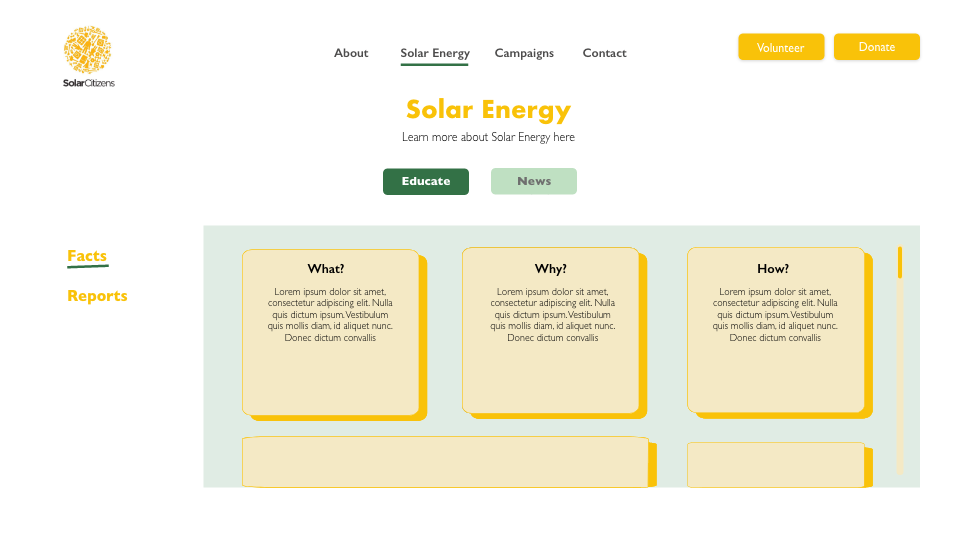 SolarCitizens
About
Solar Energy
Campaigns
Contact
Volunteer
Donate
Solar Energy
Learn more about Solar Energy here
Educate
News
Facts
Reports
What?
Lorem ipsum dolor sit amet,
consectetur adipiscing elit. Nulla
quis dictum ipsum. Vestibulum
quis mollis diam, id aliquet nunc.
Donec dictum convallis
Why?
Lorem ipsum dolor sit amet,
consectetur adipiscing elit. Nulla
quis dictum ipsum. Vestibulum
quis mollis diam, id aliquet nunc.
Donec dictum convallis
How?
Lorem ipsum dolor sit amet,
consectetur adipiscing elit. Nulla
quis dictum ipsum. Vestibulum
quis mollis diam, id aliquet nunc.
Donec dictum convallis